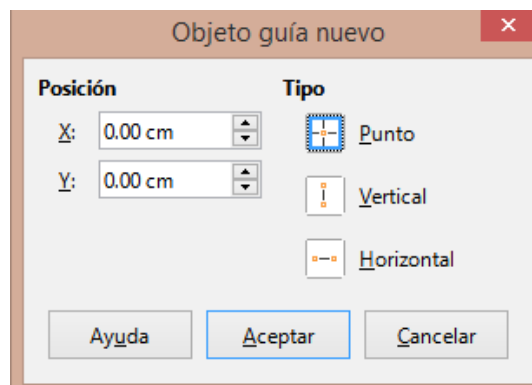 Objeto guía nuevo
Posición
Tipo
X: 0.00 cm
Punto
Y: 0.00 cm
Vertical
Horizontal
Ayuda
Aceptar
Cancelar